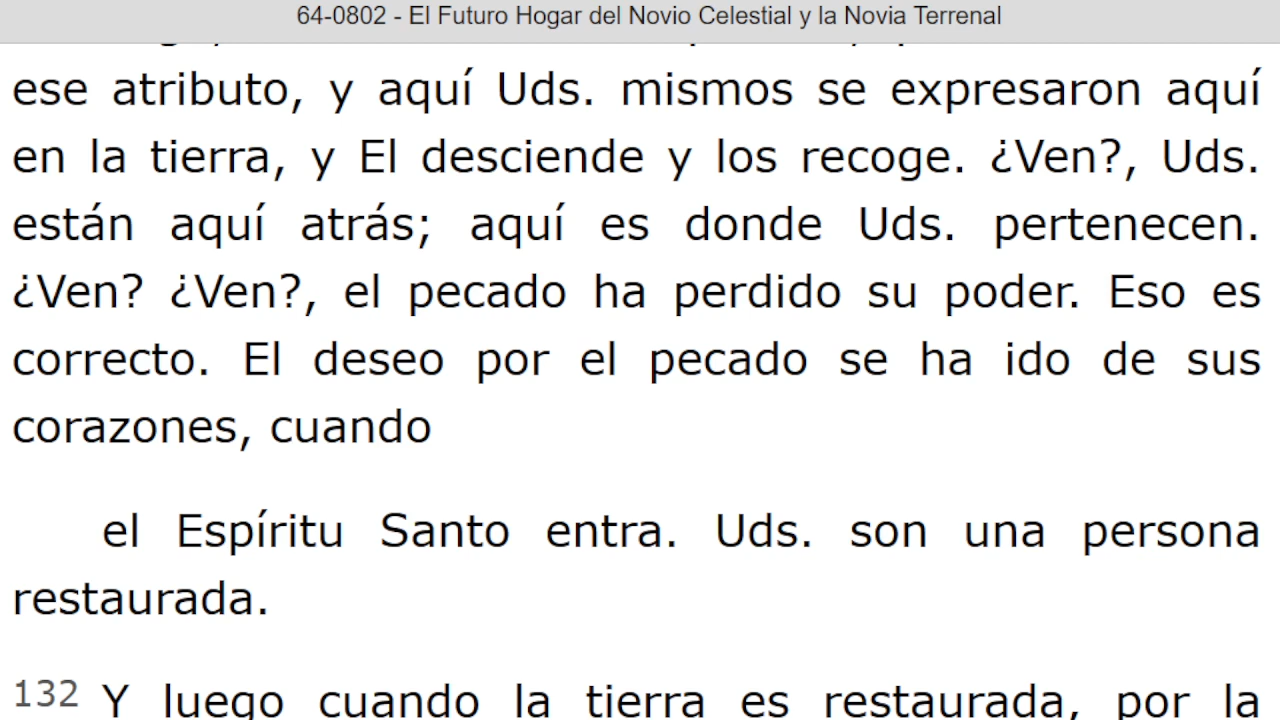 64-0802 - El Futuro Hogar del Novio Celestial y la Novia Terrenal
ese atributo, y aquí Uds. mismos se expresaron aquí
en la tierra, y El desciende y los recoge. ¿Ven?, Uds.
están aquí atrás; aquí es donde Uds. pertenecen.
¿Ven? ¿Ven?, el pecado ha perdido su poder. Eso es
correcto. El deseo por el pecado se ha ido de sus
corazones, cuando
el Espíritu Santo entra. Uds. son una persona
restaurada.
132 Y luego cuando la tierra es restaurada, por la